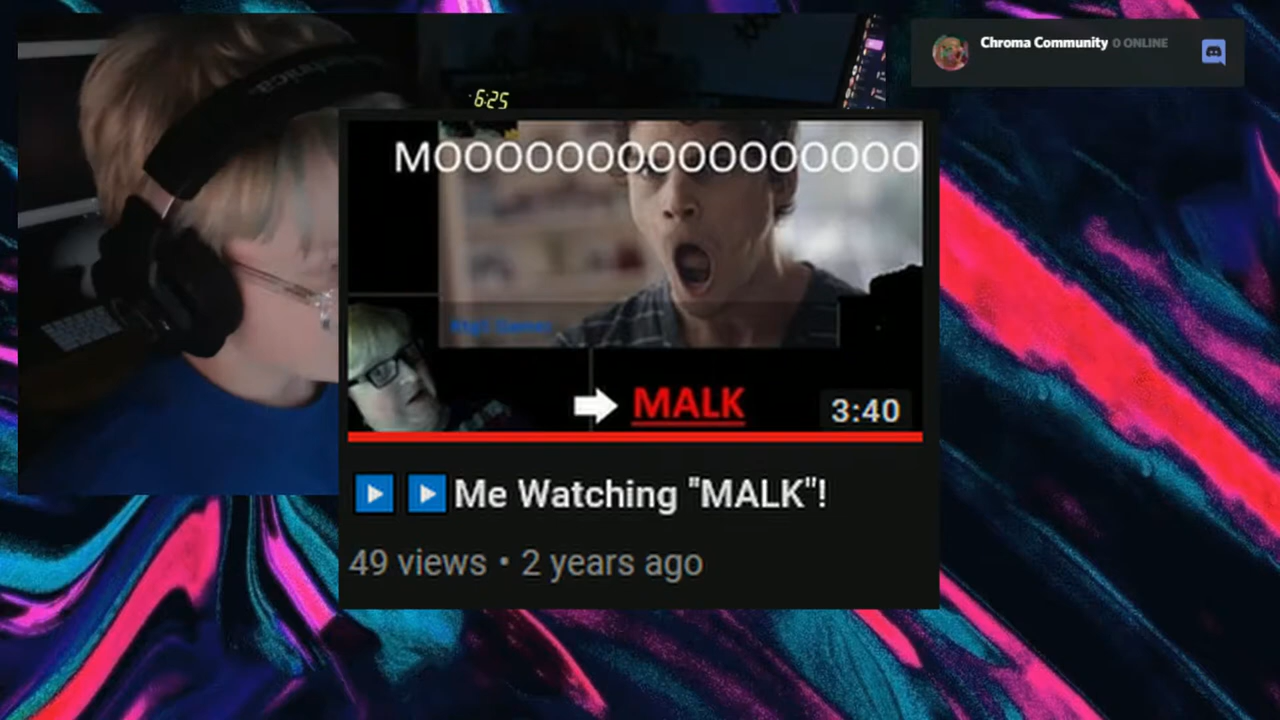 Chroma Community 0 ONLINE
6:25
MOOOOOOOOOOOOOOOOO
MALK
3:40
Me Watching "MALK"!
49 views • 2 years ago